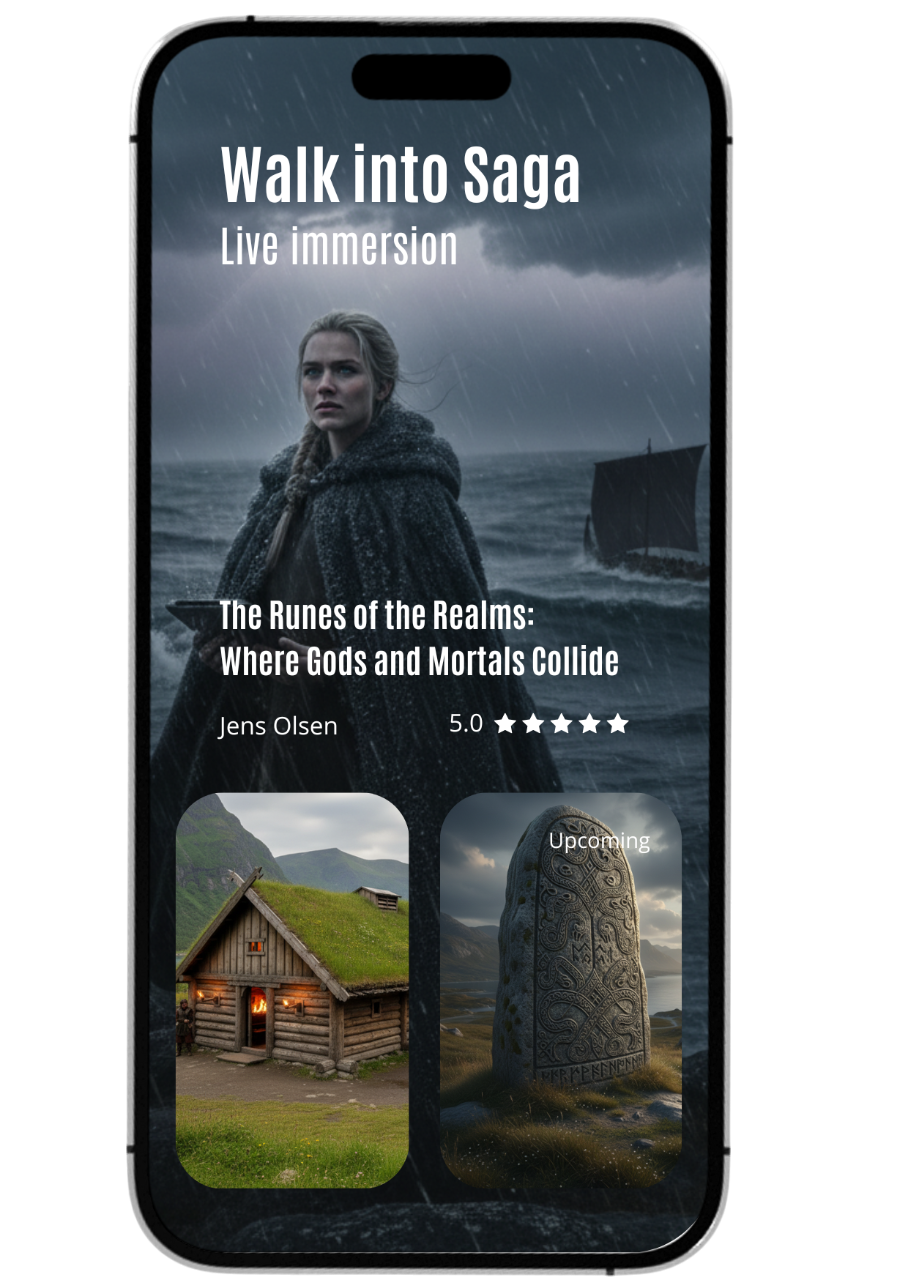 Walk into Saga
Live immersion
The Runes of the Realms:
Where Gods and Mortals Collide
Jens Olsen
5.0 ★★★★★
Upcoming